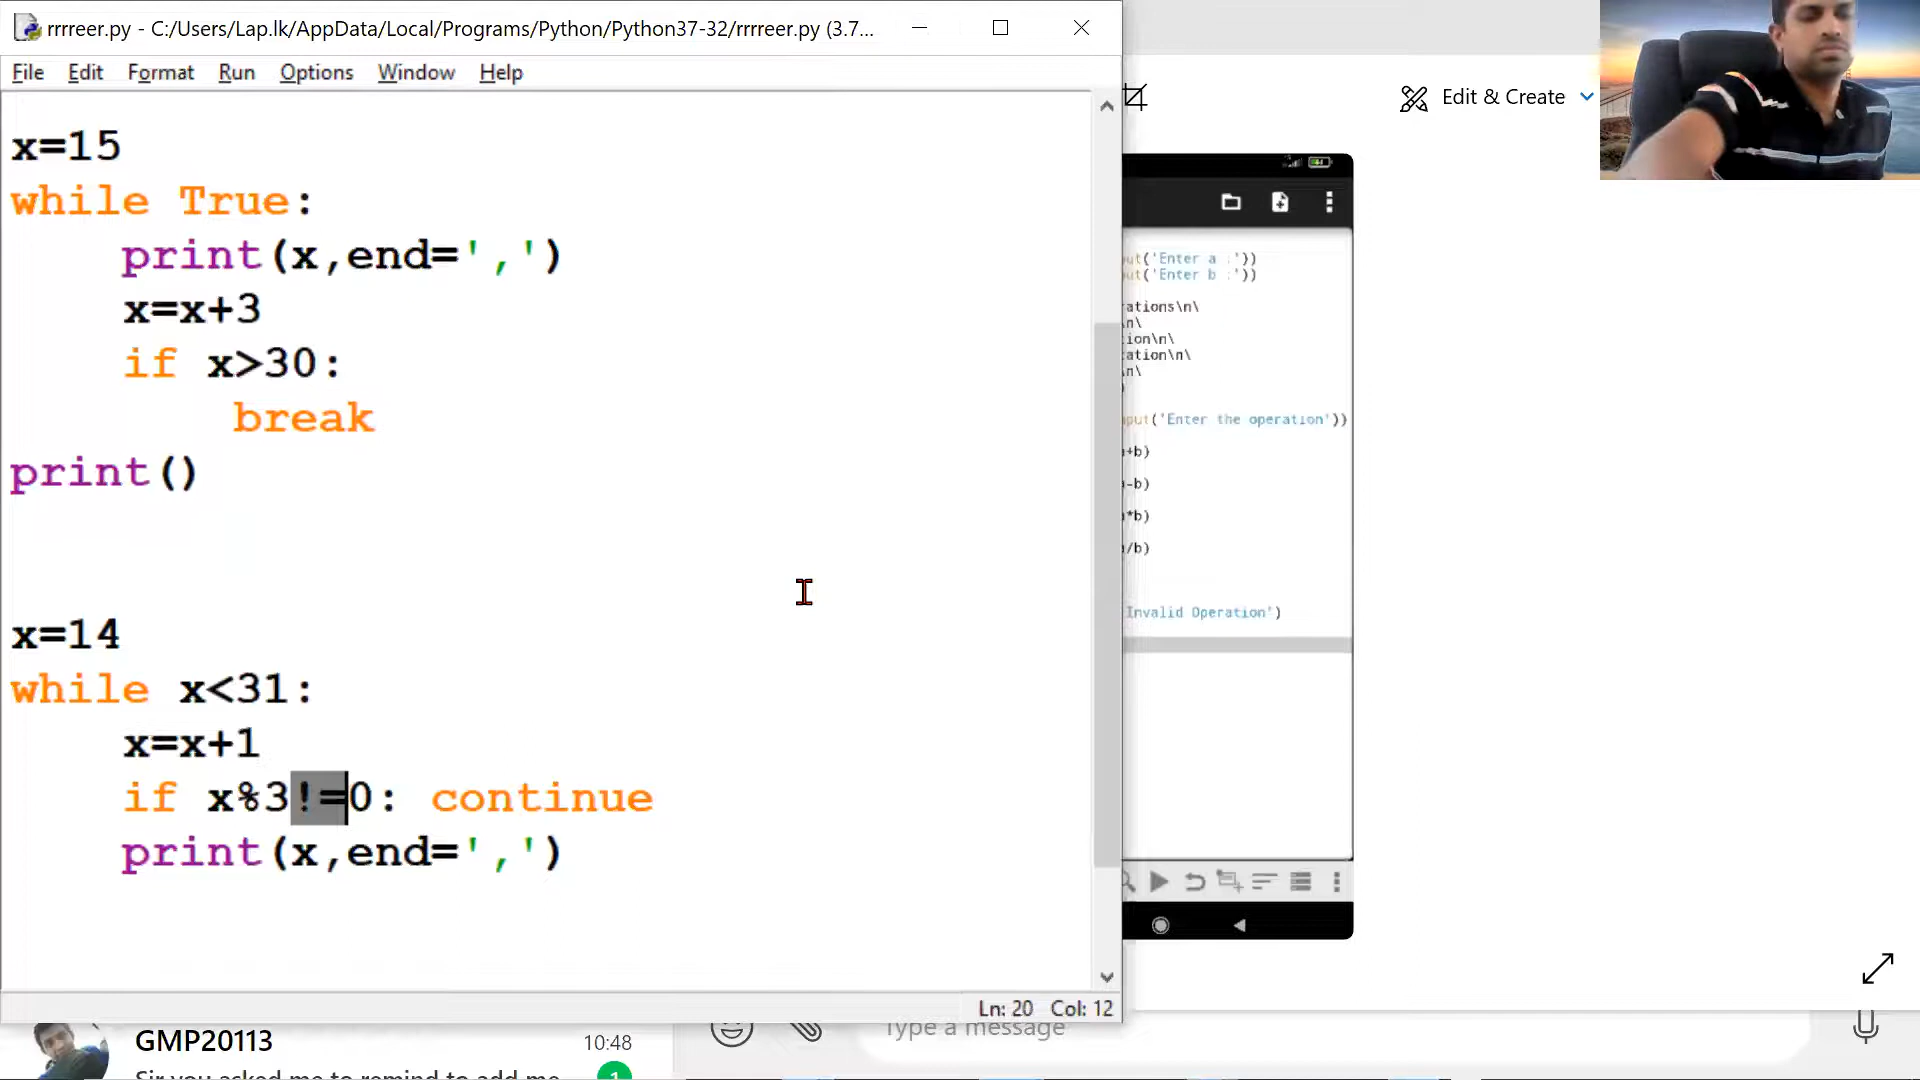 rrrreer.py - C:/Users/Lap.lk/AppData/Local/Programs/Python/Python37-32/rrrreer.py (3.7...
File Edit Format Run Options Window Help
x=15
while True:
print(x,end=',')
x=x+3
if x>30:
break
print()
x=14
while x<31:
x=x+1
if x%3!=0: continue
print(x,end=',')
Ln: 20 Col: 12
Edit & Create
ut('Enter a :'))
ut('Enter b :'))
ations\n\
\n\
ion\n\
ation\n\
\n\
)
put('Enter the operation'))
a+b)
a-b)
a*b)
a/b)
Invalid Operation')
GMP20113
10:48
Sir you asked me to remind to add me
1
Type a message